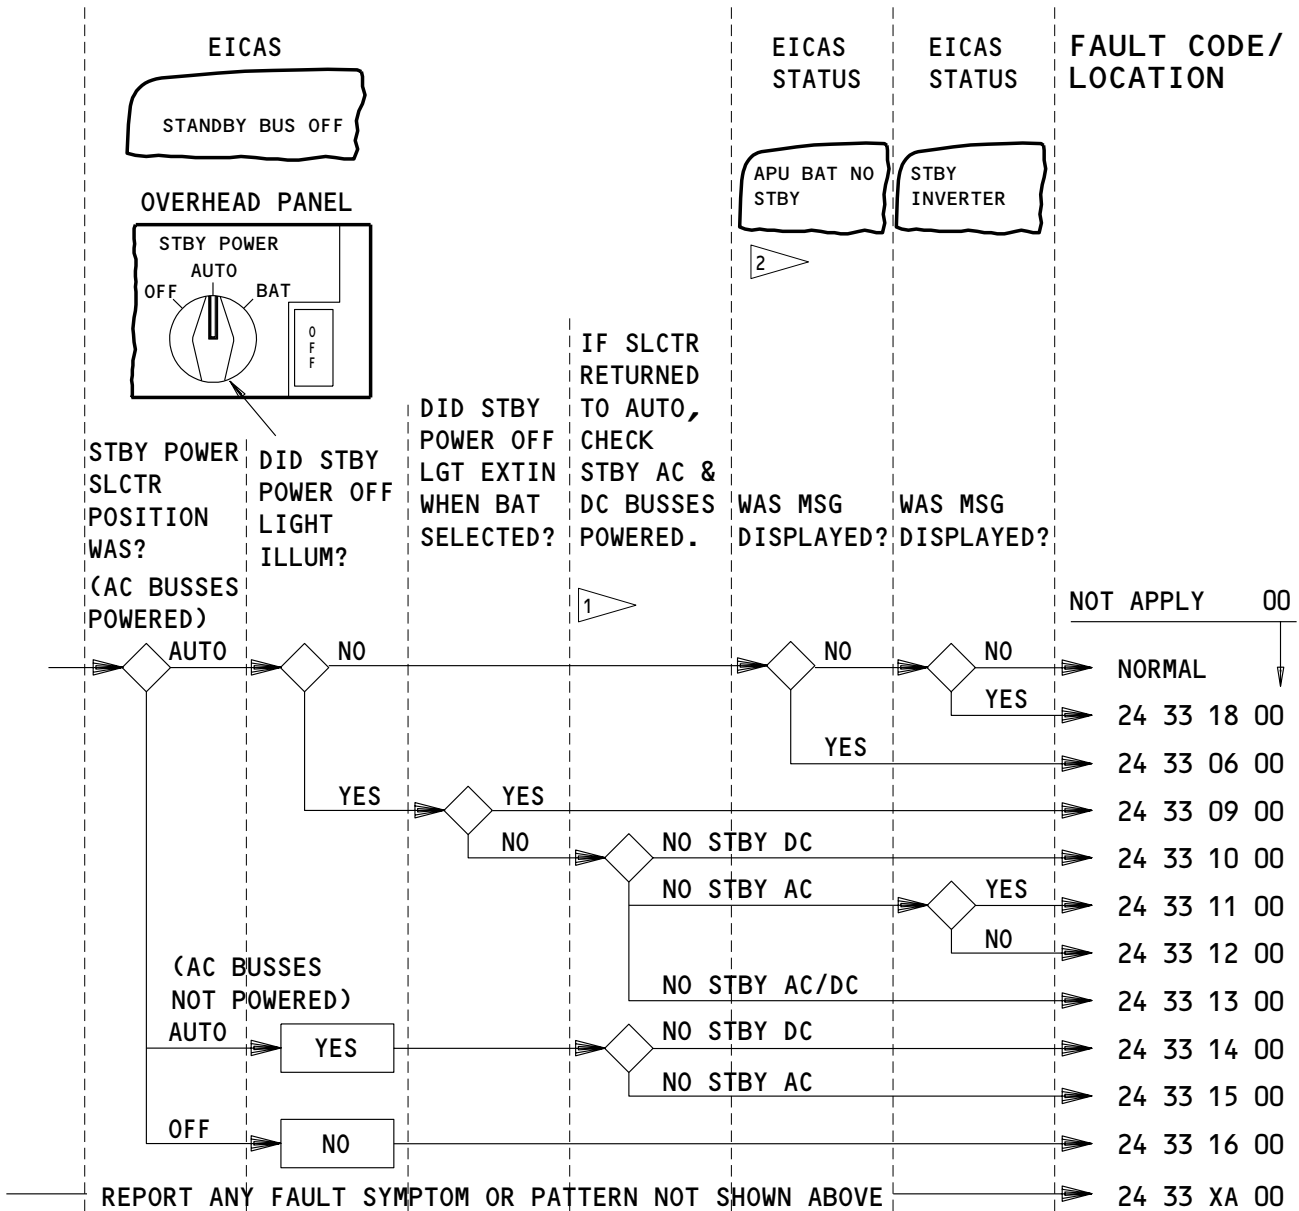 EICAS
STANDBY BUS OFF
OVERHEAD PANEL
STBY POWER
AUTO
OFF
BAT
OFF
STBY POWER
SLCTR
POSITION
WAS?
(AC BUSSES
POWERED)
DID STBY
POWER OFF
LIGHT
ILLUM?
DID STBY
POWER OFF
LGT EXTIN
WHEN BAT
SELECTED?
IF SLCTR
RETURNED
TO AUTO,
CHECK
STBY AC &
DC BUSSES
POWERED.
1
EICAS
STATUS
APU BAT NO
STBY
2
WAS MSG
DISPLAYED?
EICAS
STATUS
STBY
INVERTER
WAS MSG
DISPLAYED?
FAULT CODE/
LOCATION
NOT APPLY 00
AUTO
NO
NO
NO
NORMAL
YES
24 33 18 00
YES
24 33 06 00
YES
YES
24 33 09 00
NO
NO STBY DC
24 33 10 00
NO STBY AC
YES
24 33 11 00
NO
24 33 12 00
NO STBY AC/DC
24 33 13 00
(AC BUSSES
NOT POWERED)
AUTO
YES
NO STBY DC
24 33 14 00
NO STBY AC
24 33 15 00
OFF
NO
24 33 16 00
REPORT ANY FAULT SYMPTOM OR PATTERN NOT SHOWN ABOVE
24 33 XA 00